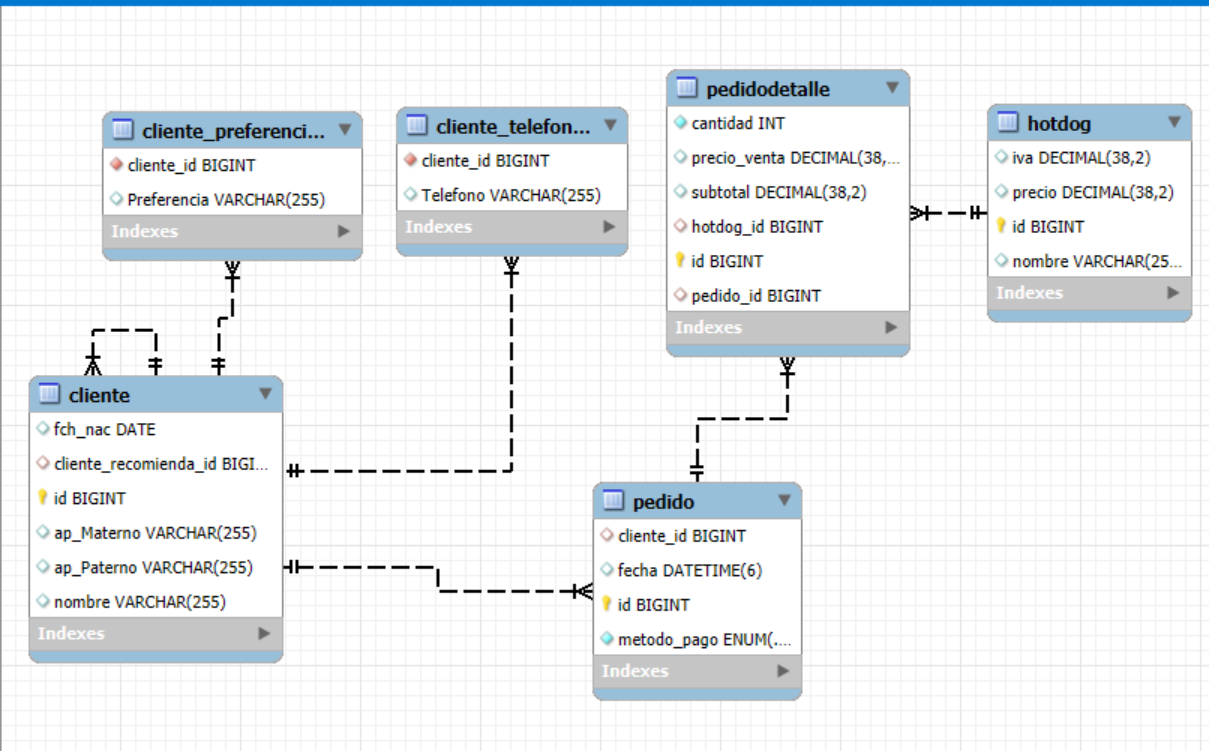 cliente_preferenci...
cliente_id BIGINT
Preferencia VARCHAR(255)
Indexes
cliente_telefon...
cliente_id BIGINT
Telefono VARCHAR(255)
Indexes
pedidodetalle
cantidad INT
precio_venta DECIMAL(38,...
subtotal DECIMAL(38,2)
hotdog_id BIGINT
id BIGINT
pedido_id BIGINT
Indexes
hotdog
iva DECIMAL(38,2)
precio DECIMAL(38,2)
id BIGINT
nombre VARCHAR(25...
Indexes
cliente
fch_nac DATE
cliente_recomienda_id BIGI...
id BIGINT
ap_Materno VARCHAR(255)
ap_Paterno VARCHAR(255)
nombre VARCHAR(255)
Indexes
pedido
cliente_id BIGINT
fecha DATETIME(6)
id BIGINT
metodo_pago ENUM(....
Indexes